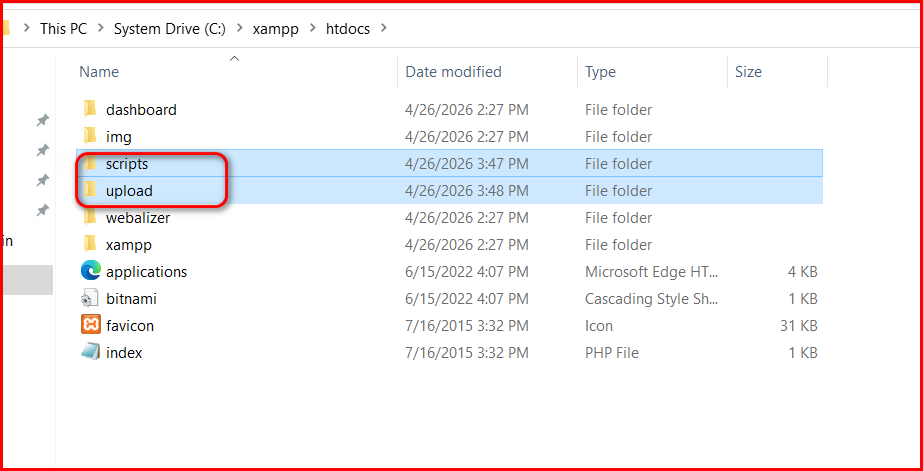 This PC > System Drive (C:) > xampp > htdocs >
Name Date modified Type Size
dashboard 4/26/2026 2:27 PM File folder
img 4/26/2026 2:27 PM File folder
scripts 4/26/2026 3:47 PM File folder
upload 4/26/2026 3:48 PM File folder
webalizer 4/26/2026 2:27 PM File folder
in
xampp 4/26/2026 2:27 PM File folder
applications 6/15/2022 4:07 PM Microsoft Edge HT... 4 KB
bitnami 6/15/2022 4:07 PM Cascading Style Sh... 1 KB
favicon 7/16/2015 3:32 PM Icon 31 KB
index 7/16/2015 3:32 PM PHP File 1 KB